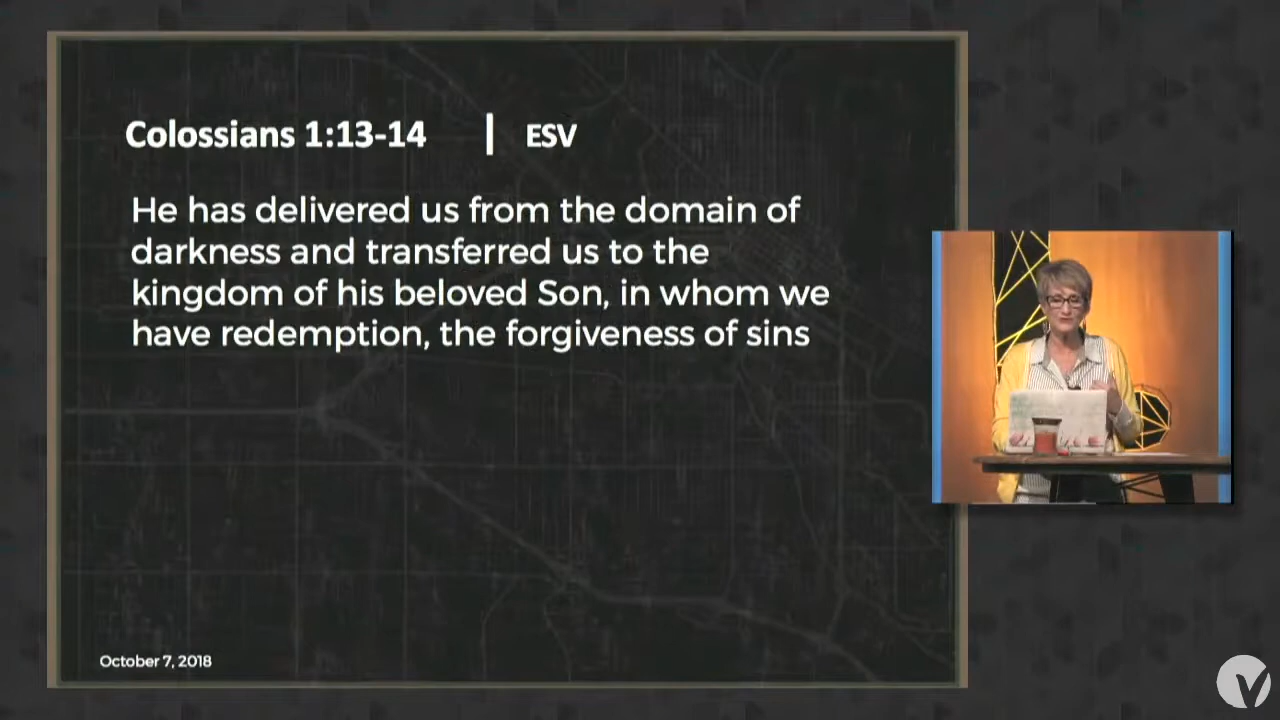 Colossians 1:13-14 | ESV
He has delivered us from the domain of
darkness and transferred us to the
kingdom of his beloved Son, in whom we
have redemption, the forgiveness of sins
October 7, 2018
V